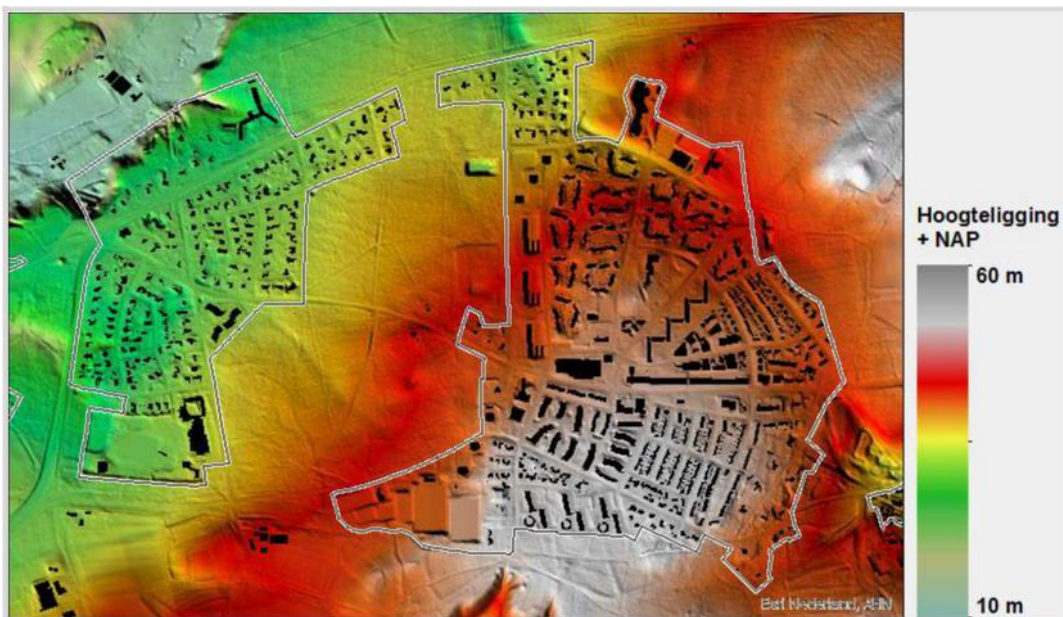 Hoogteligging
+ NAP
60 m
10 m
Esri Nederland, AHN